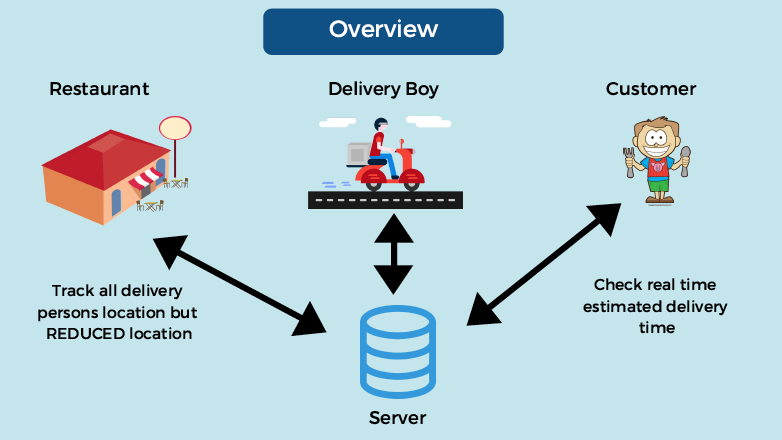 Overview
Restaurant
Delivery Boy
Customer
Track all delivery
persons location but
REDUCED location
Check real time
estimated delivery
time
Server